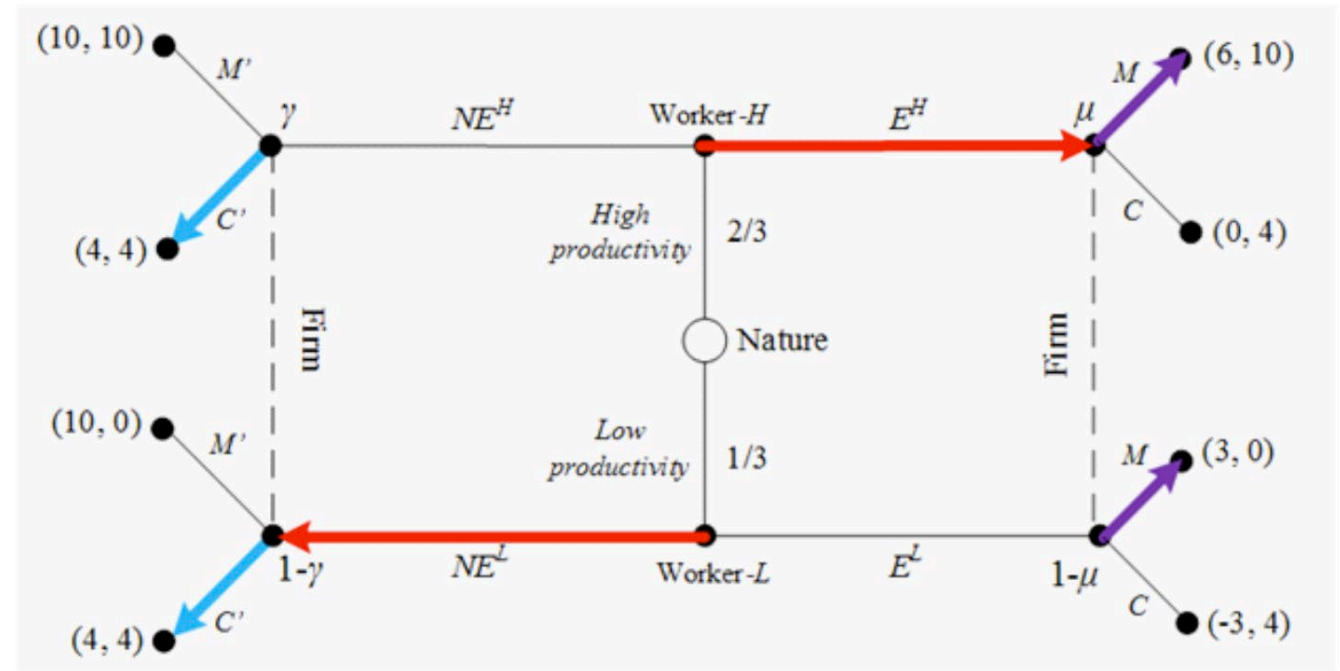 (10, 10)
M’
γ
NE^H
Worker-H
E^H
μ
M
(6, 10)
C’
(4, 4)
High
productivity
2/3
C
(0, 4)
Firm
Nature
Firm
(10, 0)
M’
Low
productivity
1/3
M
(3, 0)
1-γ
NE^L
Worker-L
E^L
1-μ
C’
(4, 4)
C
(-3, 4)